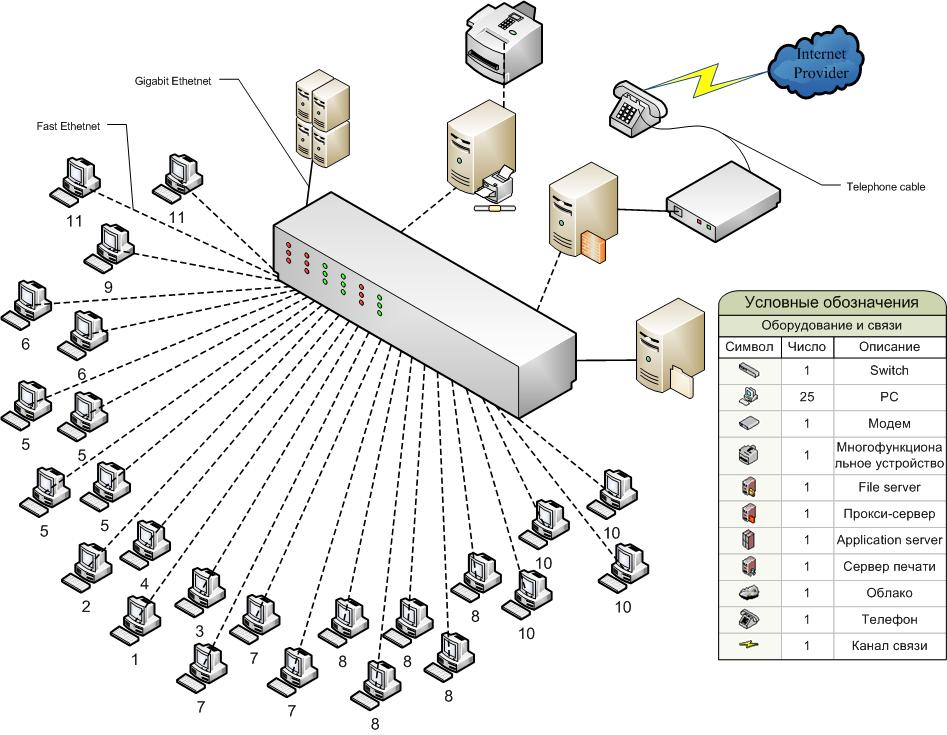 Internet
Provider
Gigabit Ethetnet
Fast Ethetnet
Telephone cable
11
11
9
6
6
5
5
5
5
2
4
1
3
7
7
7
8
8
8
8
8
10
10
10
10
Условные обозначения
Оборудование и связи
Символ Число Описание
1 Switch
25 PC
1 Модем
1 Многофункциона
льное устройство
1 File server
1 Прокси-сервер
1 Application server
1 Сервер печати
1 Облако
1 Телефон
1 Канал связи